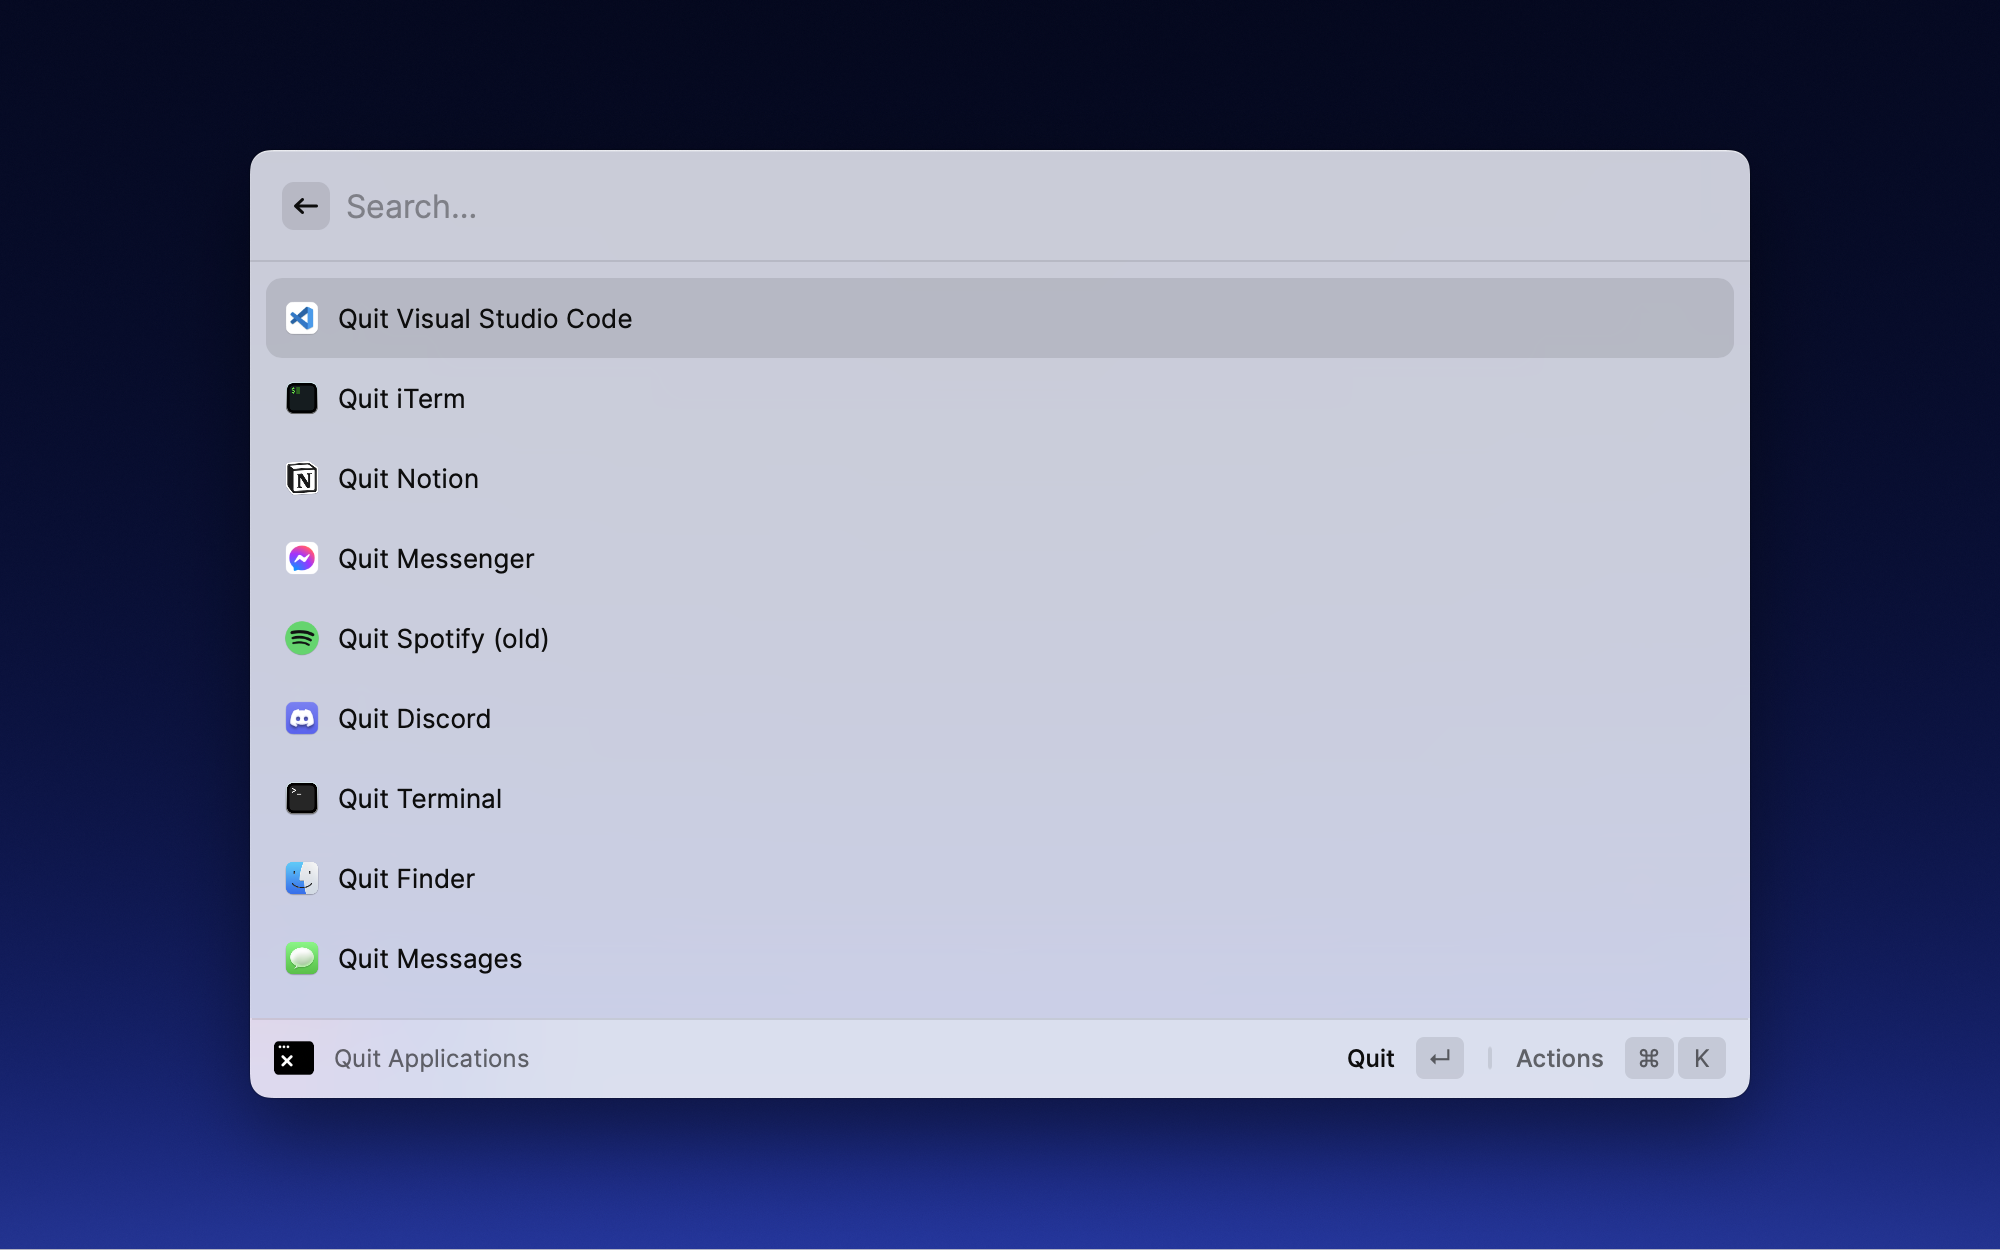 Search...
Quit Visual Studio Code
Quit iTerm
Quit Notion
Quit Messenger
Quit Spotify (old)
Quit Discord
Quit Terminal
Quit Finder
Quit Messages
Quit Applications Quit ↵ Actions ⌘ K